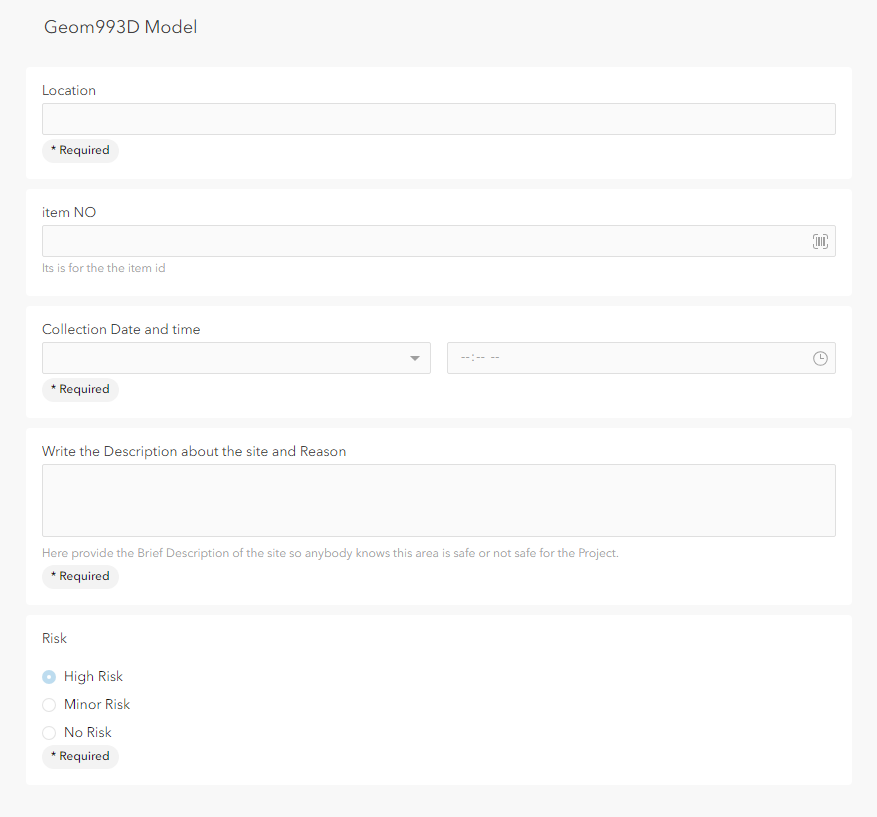 Geom993D Model
Location
* Required
item NO
Its is for the the item id
Collection Date and time
--:-- --
* Required
Write the Description about the site and Reason
Here provide the Brief Description of the site so anybody knows this area is safe or not safe for the Project.
* Required
Risk
High Risk
Minor Risk
No Risk
* Required